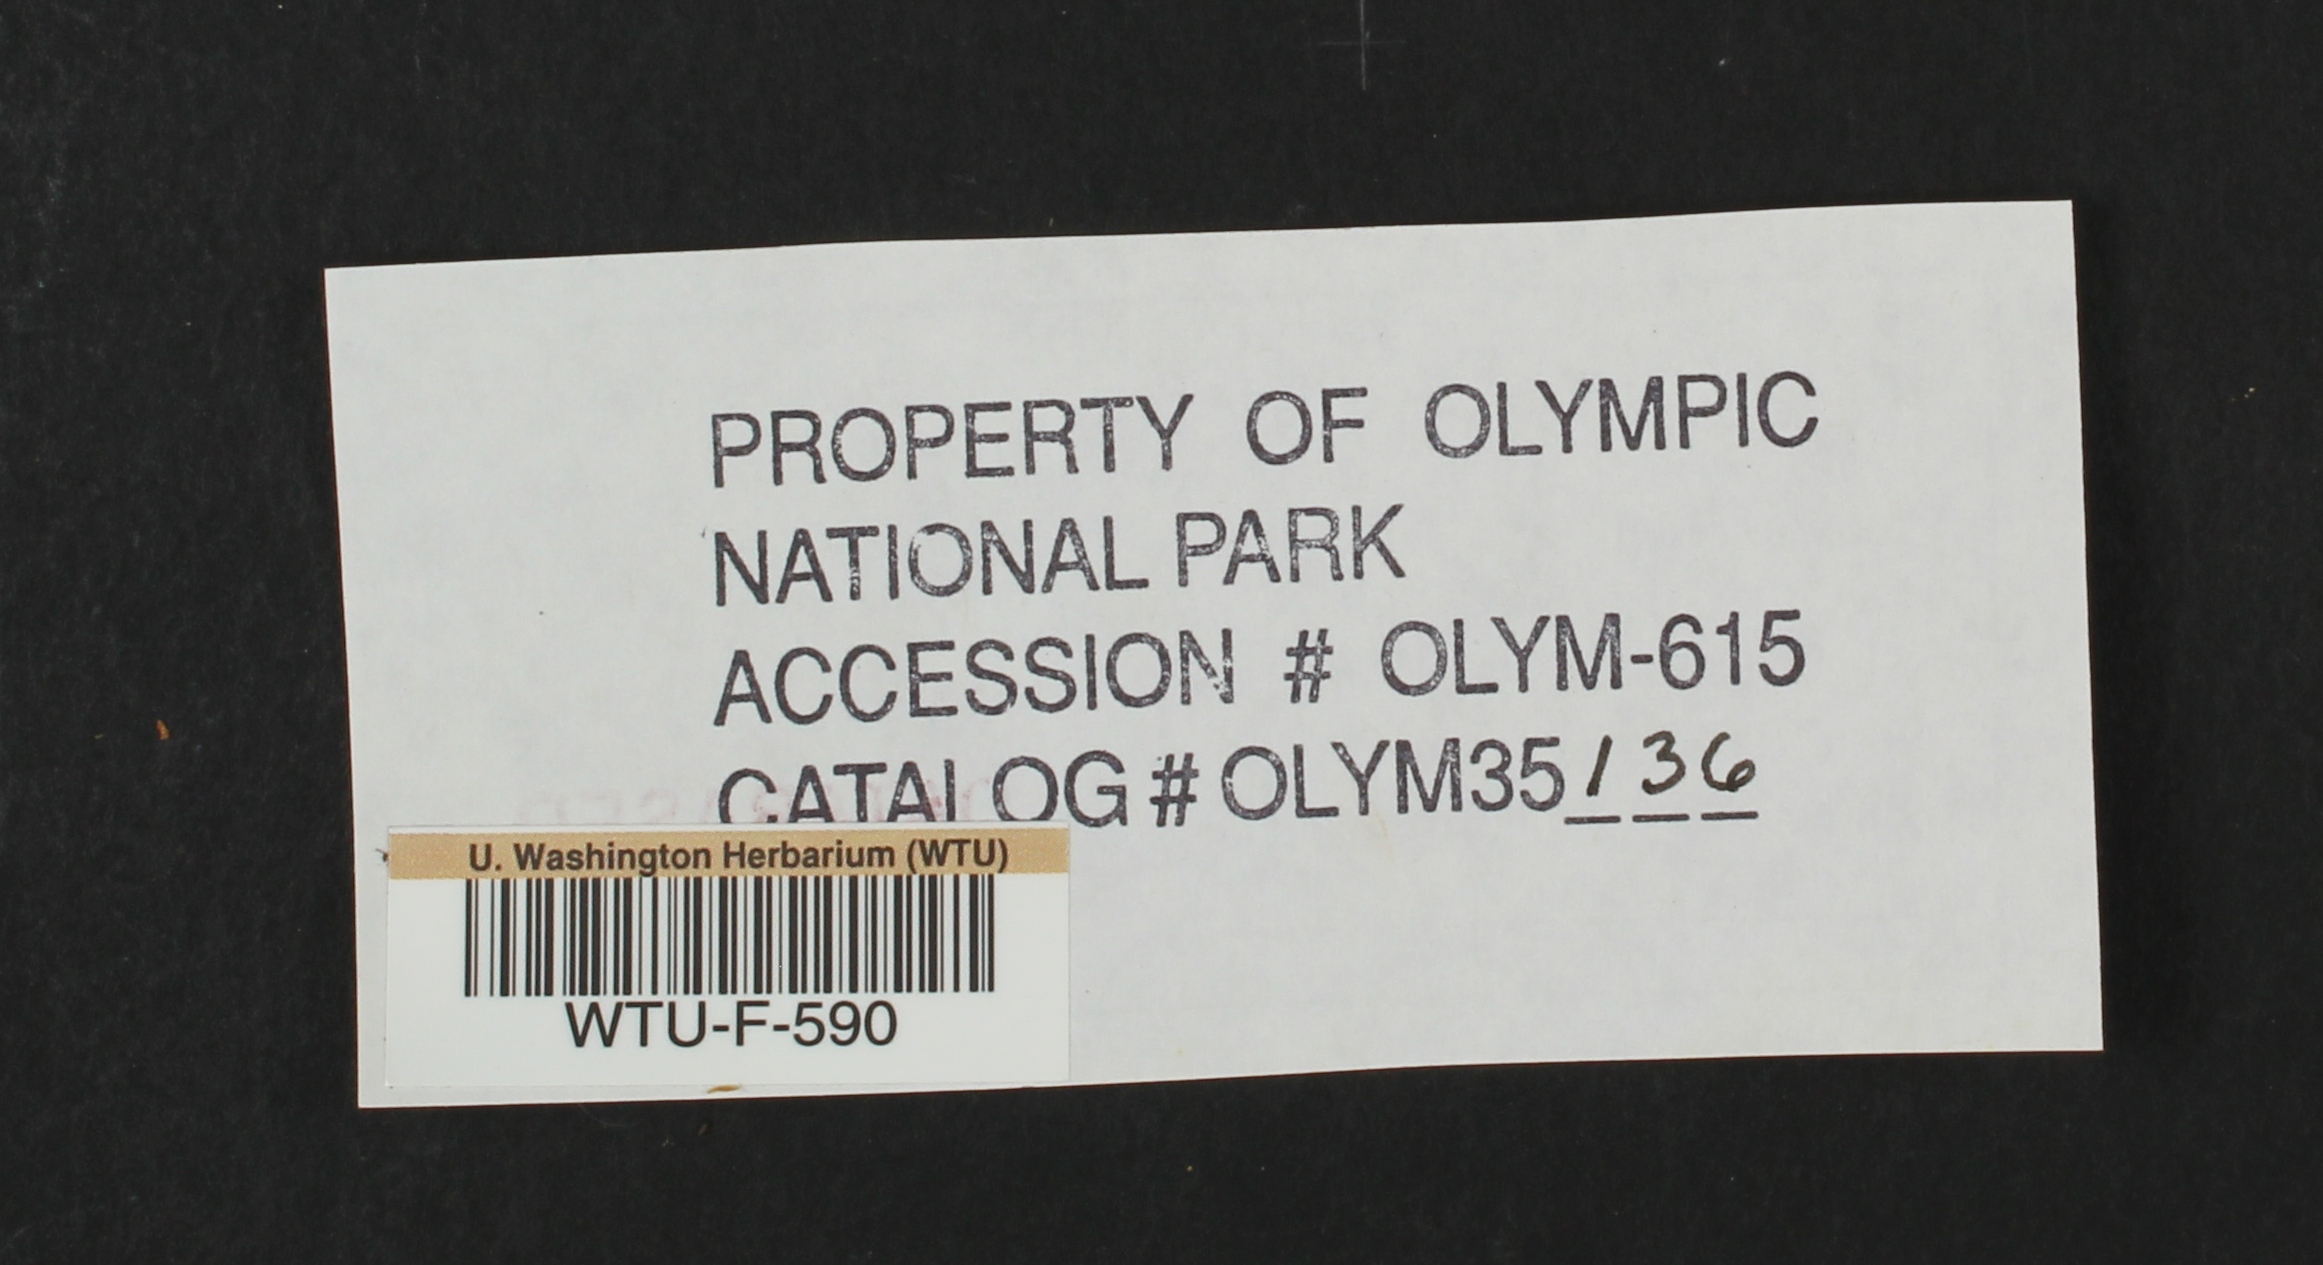 PROPERTY OF OLYMPIC
NATIONAL PARK
ACCESSION # OLYM-615
CATALOG # OLYM35136
U. Washington Herbarium (WTU)
WTU-F-590